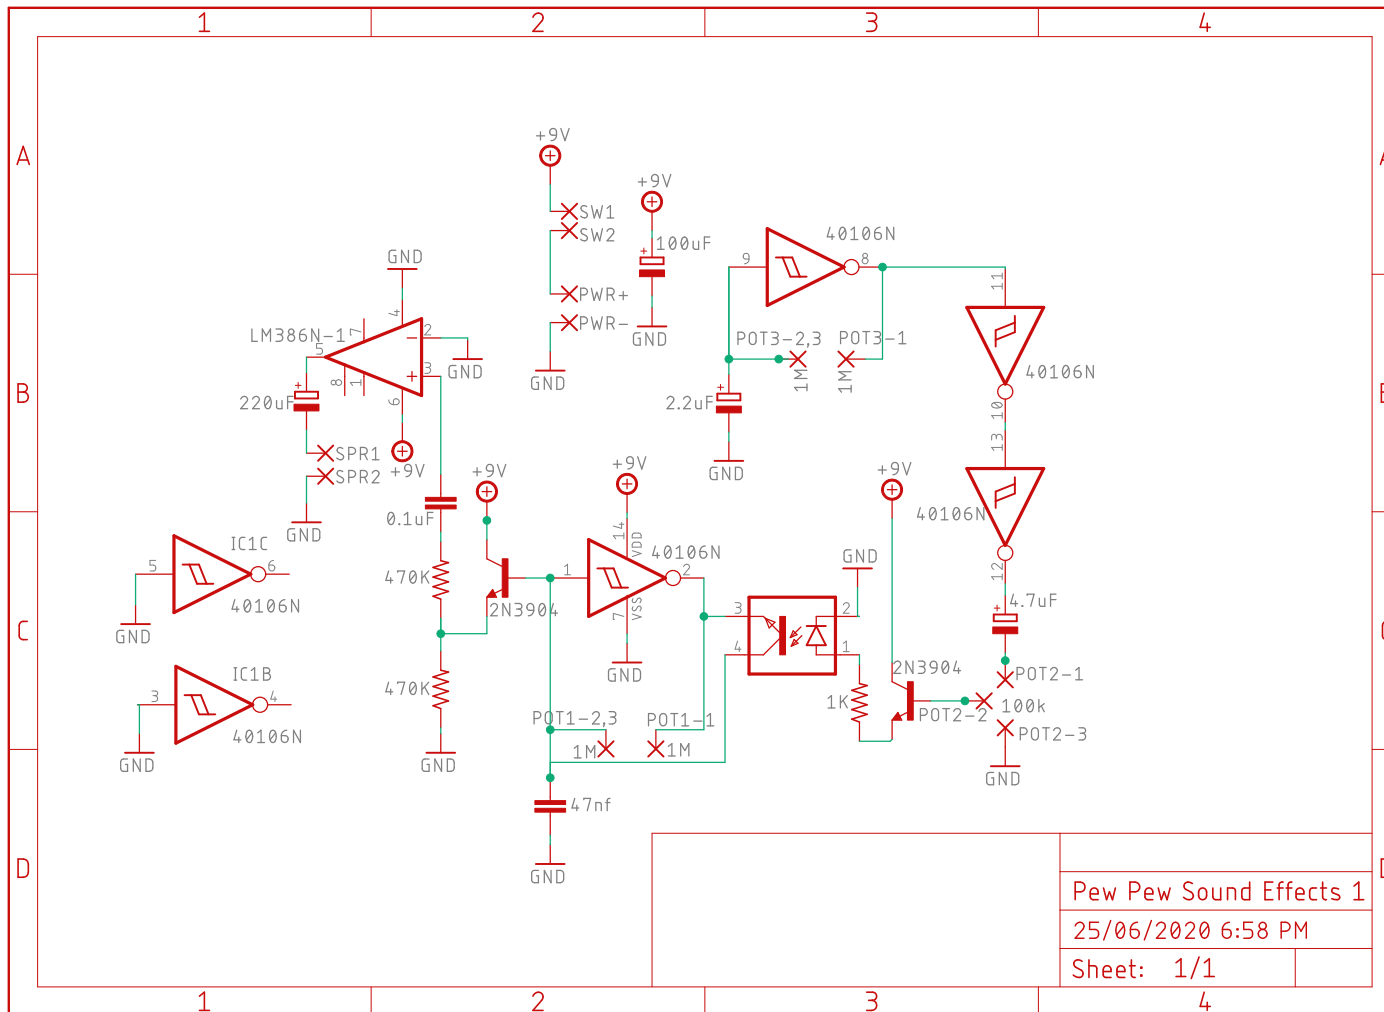 1 2 3 4
A A
+9V
+9V
SW1
SW2
100uF
40106N
9 8
GND
11
PWR+
PWR-
4
LM386N-1
7
2
5
GND
GND
POT3-2,3 POT3-1
1M 1M
40106N
GND
B
8 1
3
6
220uF
2.2uF
10
13
SPR1
SPR2
+9V
+9V
+9V
GND
+9V
0.1uF
40106N
GND
14
VDD
C
IC1C
5 6
40106N
GND
470K
2N3904
1 2
40106N
7
VSS
GND
GND
12
4.7uF
3 2
4 1
IC1B
3 4
40106N
GND
470K
GND
2N3904
POT2-1
100k
POT2-2
POT2-3
1K
GND
POT1-2,3 POT1-1
1M 1M
47nf
GND
D
Pew Pew Sound Effects 1
25/06/2020 6:58 PM
Sheet: 1/1
1 2 3 4